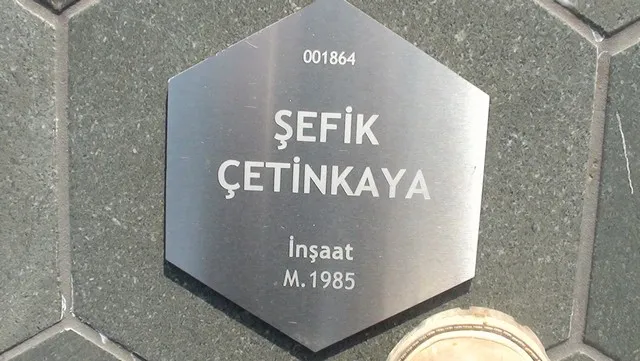 001864
ŞEFİK
ÇETİNKAYA
İnşaat
M.1985